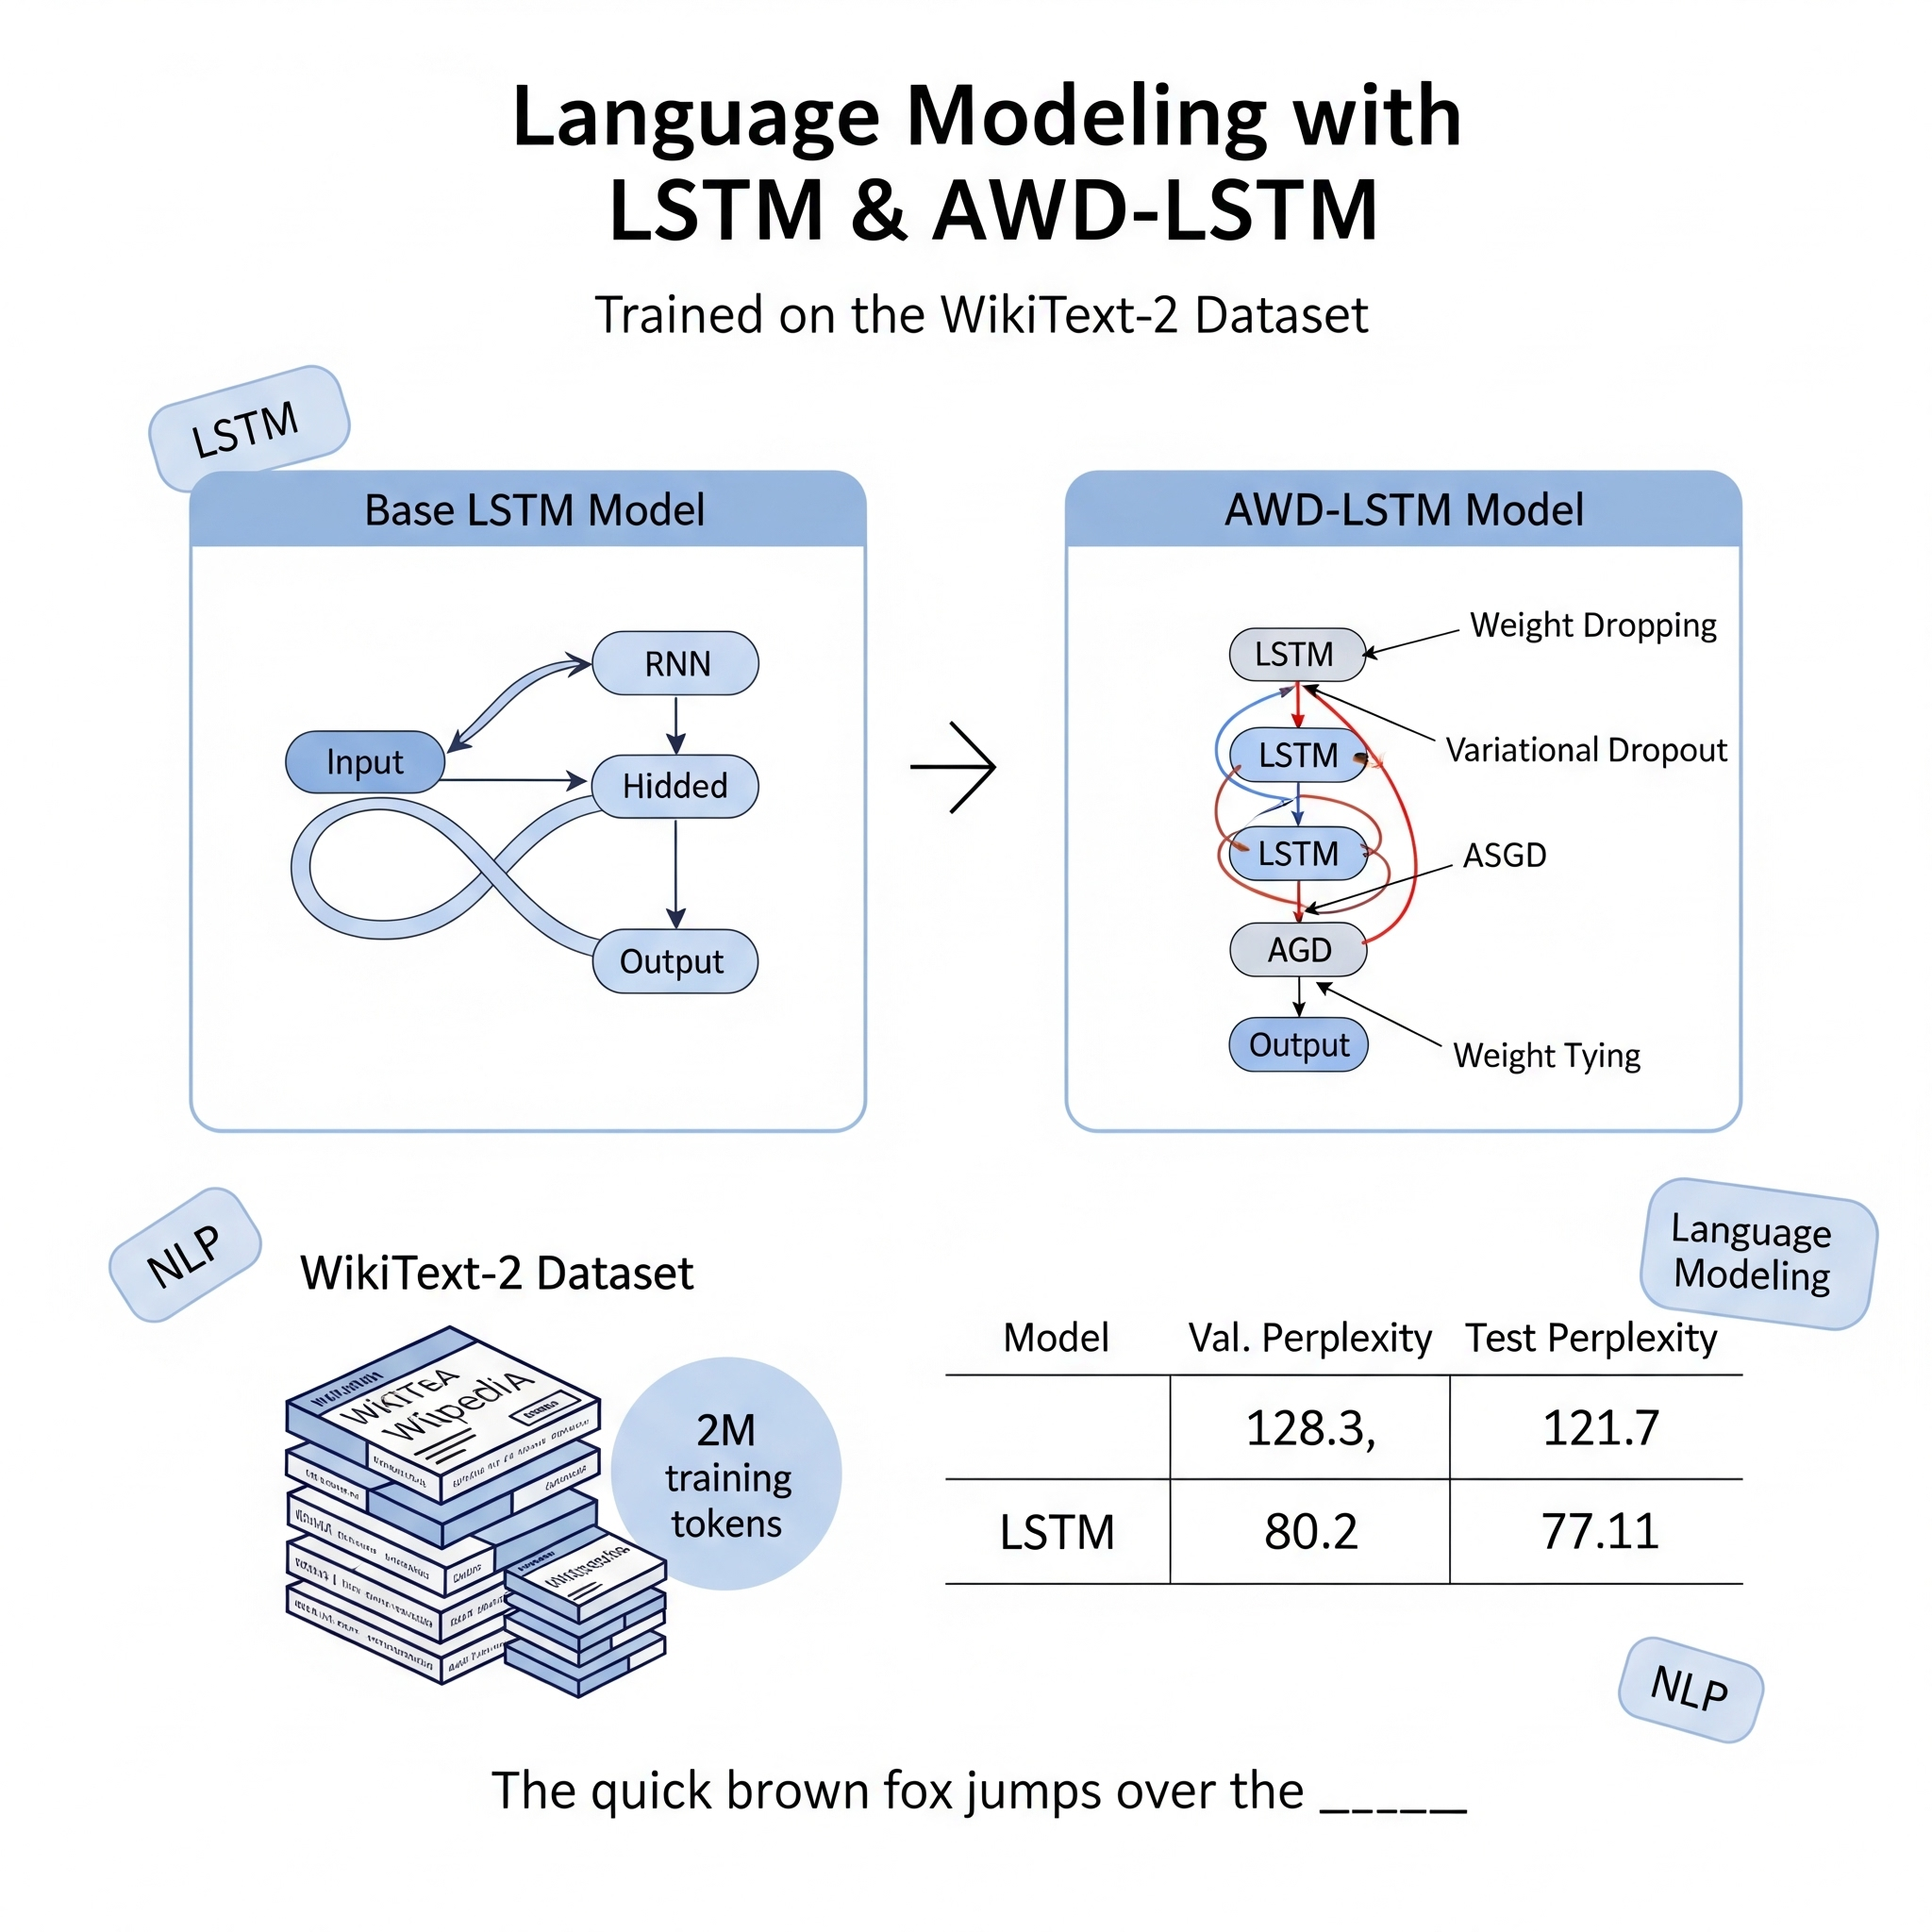 Language Modeling with
LSTM & AWD-LSTM
Trained on the WikiText-2 Dataset
LSTM
Base LSTM Model
RNN
Input
Hidded
Output
AWD-LSTM Model
LSTM
Weight Dropping
LSTM
Variational Dropout
LSTM
ASGD
AGD
Output
Weight Tying
NLP
WikiText-2 Dataset
WIKITEA
WilpediA
2M
training
tokens
Language
Modeling
Model Val. Perplexity Test Perplexity
128.3, 121.7
LSTM 80.2 77.11
NLP
The quick brown fox jumps over the ______